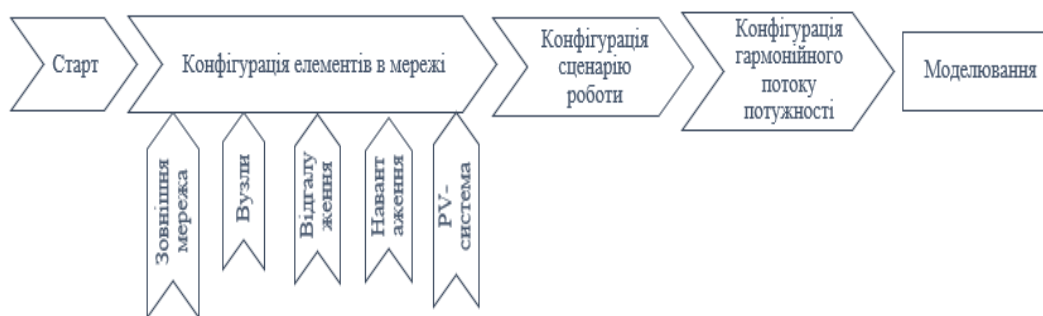 Старт
Конфігурація елементів в мережі
Конфігурація
сценарію
роботи
Конфігурація
гармонійного
потоку
потужності
Моделювання
Зовнішня
мережа
Вузли
Відгалу
ження
Навант
аження
PV-
система